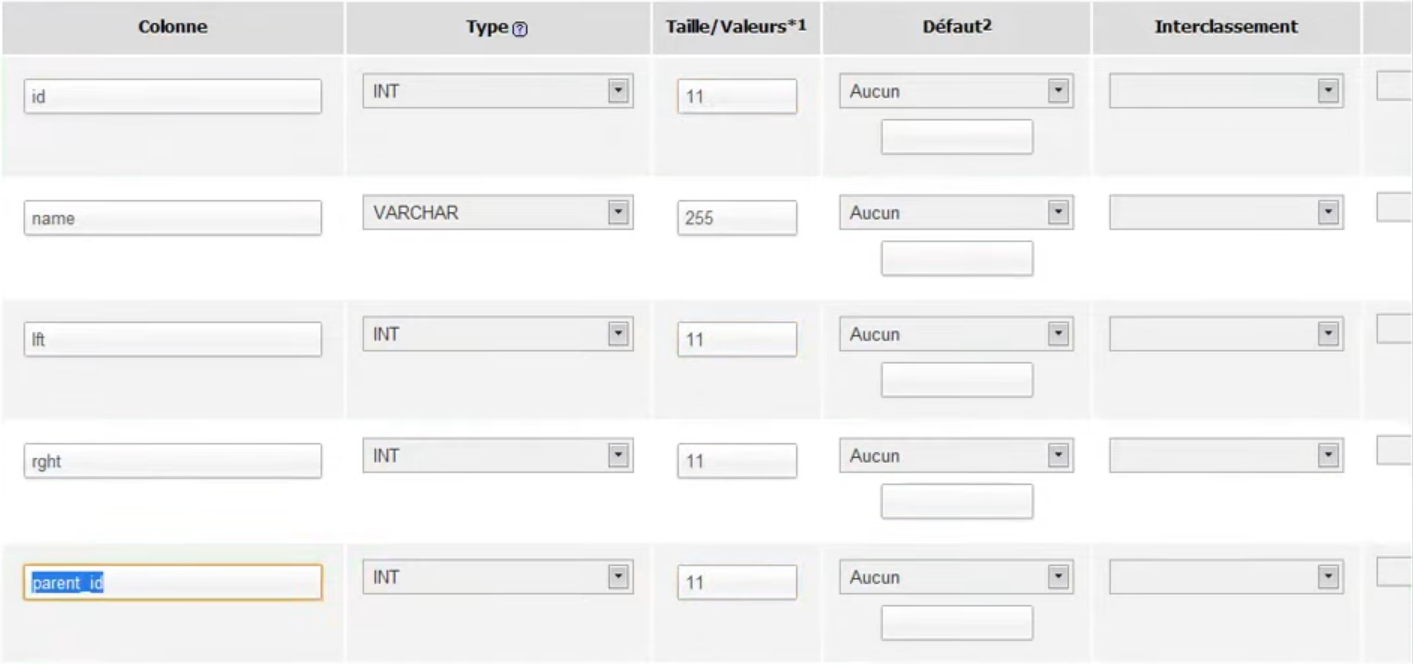 Colonne Type Taille/Valeurs*1 Défaut2 Interclassement
id INT 11 Aucun
name VARCHAR 255 Aucun
lft INT 11 Aucun
rght INT 11 Aucun
parent_id INT 11 Aucun